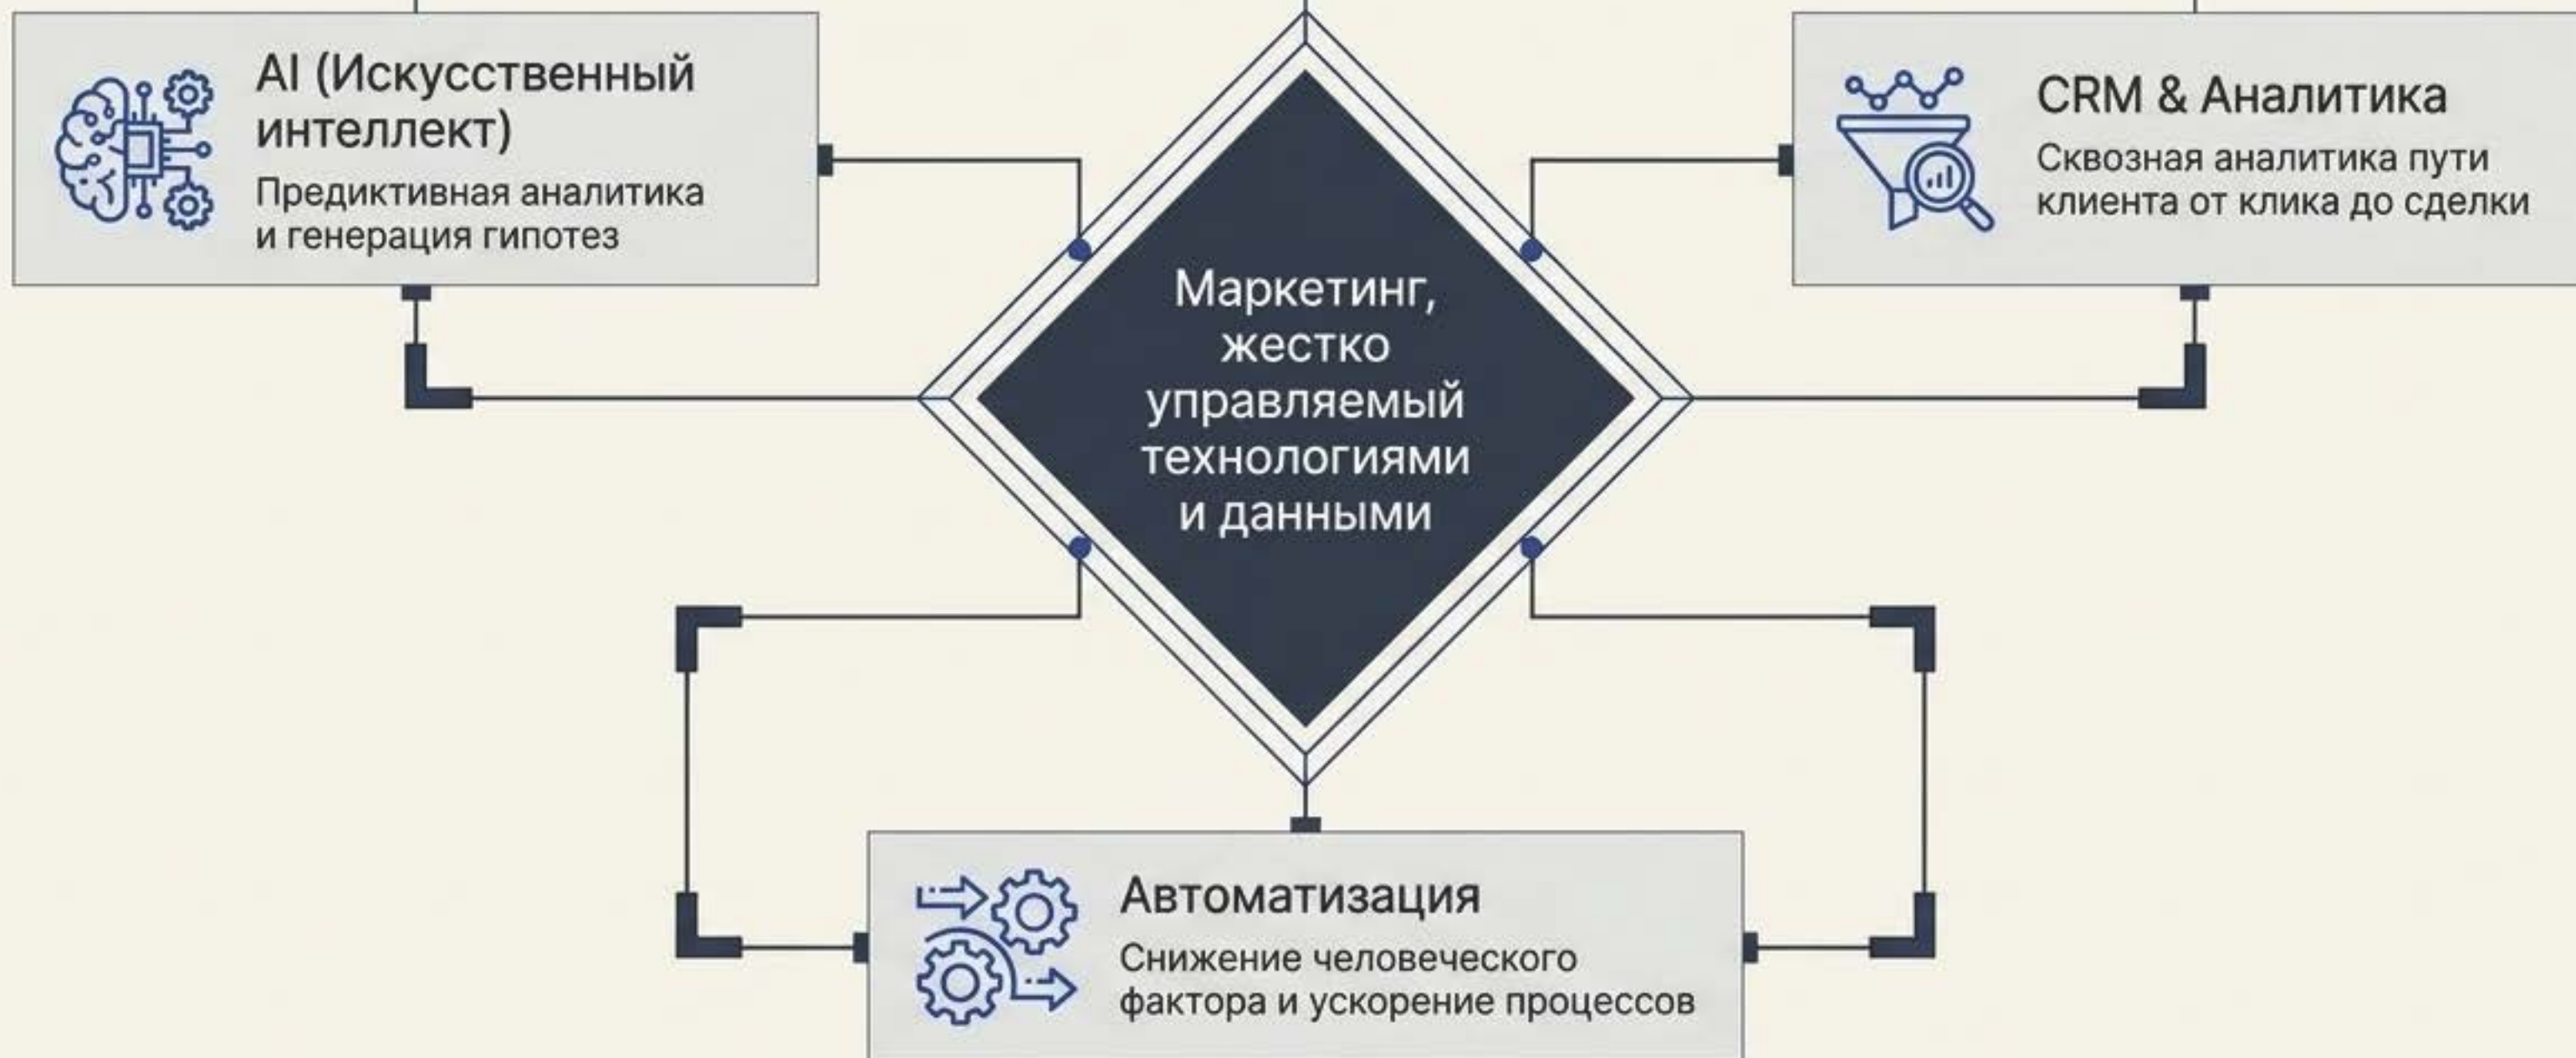 AI (Искусственный
интеллект)
Предиктивная аналитика
и генерация гипотез
Маркетинг,
жестко
управляемый
технологиями
и данными
CRM & Аналитика
Сквозная аналитика пути
клиента от клика до сделки
Автоматизация
Снижение человеческого
фактора и ускорение процессов